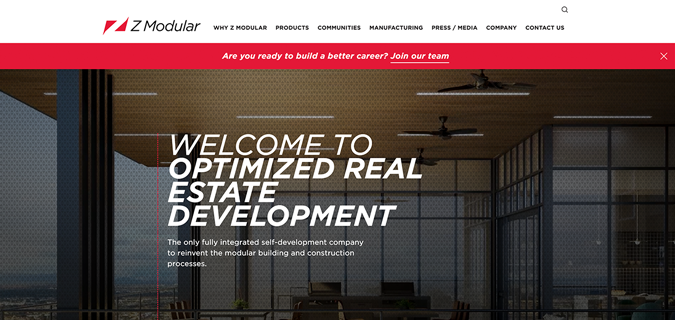 Z Modular
WHY Z MODULAR PRODUCTS COMMUNITIES MANUFACTURING PRESS / MEDIA COMPANY CONTACT US
Are you ready to build a better career? Join our team
WELCOME TO
OPTIMIZED REAL
ESTATE
DEVELOPMENT
The only fully integrated self-development company
to reinvent the modular building and construction
processes.